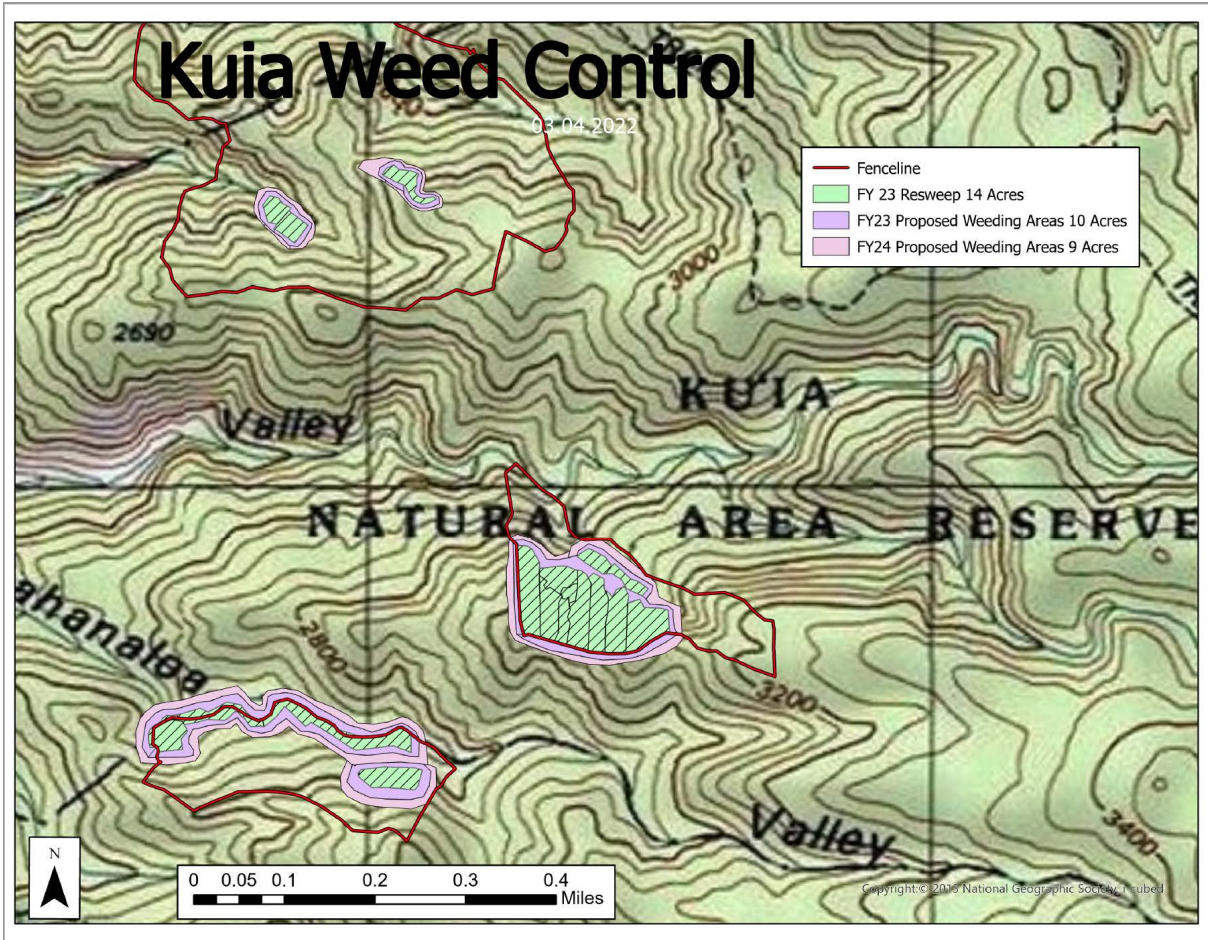 Kuia Weed Control
03.04.2022
Fenceline
FY 23 Resweep 14 Acres
FY23 Proposed Weeding Areas 10 Acres
FY24 Proposed Weeding Areas 9 Acres
3000
2690
KUIA
Valley
NATURAL AREA RESERVE
2800
3200
Valley
3400
N
0 0.05 0.1 0.2 0.3 0.4
Miles
Copyright:© 2013 National Geographic Society, i-cubed